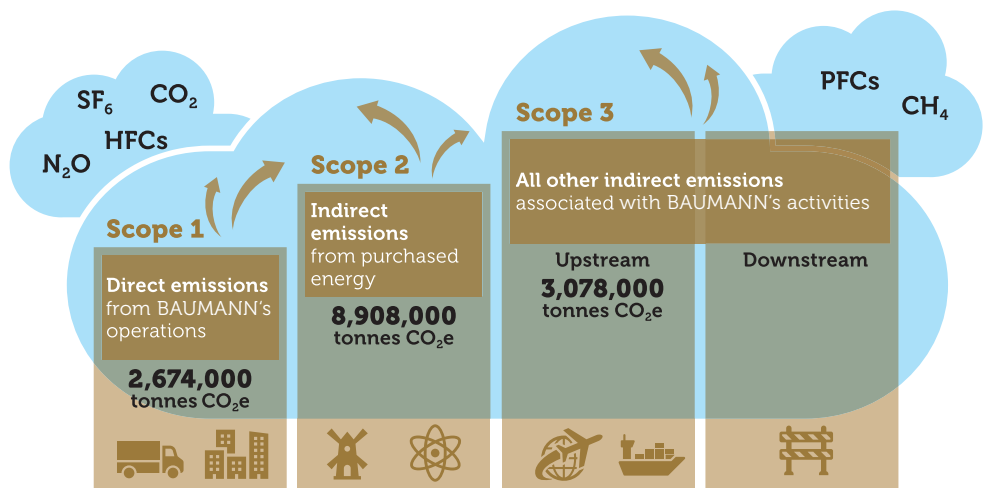 SF₆
CO₂
HFCs
N₂O
PFCs
CH₄
Scope 1
Direct emissions
from BAUMANN's
operations
2,674,000
tonnes CO₂e
Scope 2
Indirect
emissions
from purchased
energy
8,908,000
tonnes CO₂e
Scope 3
All other indirect emissions
associated with BAUMANN's activities
Upstream
3,078,000
tonnes CO₂e
Downstream